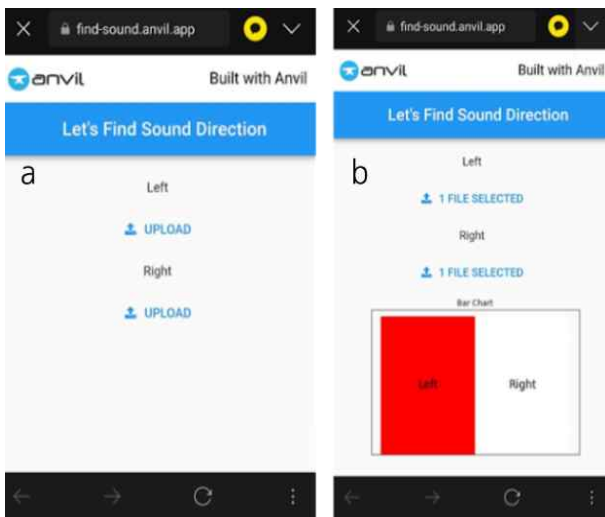 find-sound.anvil.app
anvil Built with Anvil
Let's Find Sound Direction
a
Left
UPLOAD
Right
UPLOAD
find-sound.anvil.app
anvil Built with Anvil
Let's Find Sound Direction
b
Left
1 FILE SELECTED
Right
1 FILE SELECTED
Bar Chart
Left Right